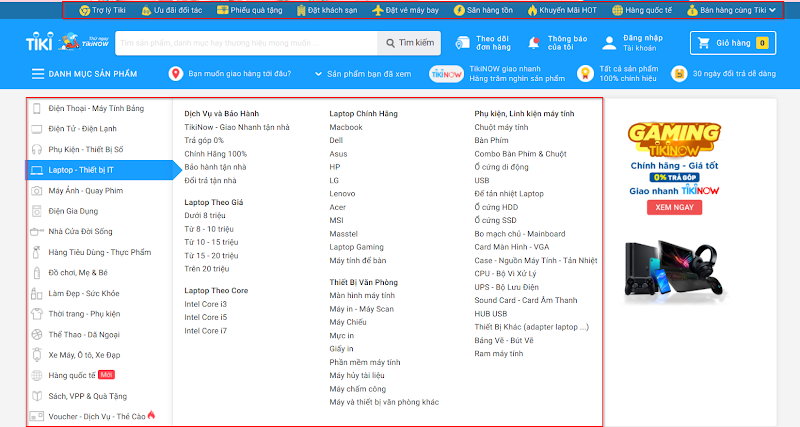 Trợ lý Tiki
Ưu đãi đối tác
Phiếu quà tặng
Đặt khách sạn
Đặt vé máy bay
Săn hàng tồn
Khuyến Mãi HOT
Hàng quốc tế
Bán hàng cùng Tiki
TIKI
Thử ngay
TIKINOW
Tìm sản phẩm, danh mục hay thương hiệu mong muốn ...
Tìm kiếm
Theo dõi
đơn hàng
Thông báo
của tôi
Đăng nhập
Tài khoản
Giỏ hàng
0
DANH MỤC SẢN PHẨM
Bạn muốn giao hàng tới đâu?
Sản phẩm bạn đã xem
TIKINOW
TikiNOW giao nhanh
Hàng trăm nghìn sản phẩm
Tất cả sản phẩm
100% chính hiệu
30 ngày đổi trả dễ dàng
Điện Thoại - Máy Tính Bảng
Điện Tử - Điện Lạnh
Phụ Kiện - Thiết Bị Số
Laptop - Thiết bị IT
Máy Ảnh - Quay Phim
Điện Gia Dụng
Nhà Cửa Đời Sống
Hàng Tiêu Dùng - Thực Phẩm
Đồ chơi, Mẹ & Bé
Làm Đẹp - Sức Khỏe
Thời trang - Phụ kiện
Thể Thao - Dã Ngoại
Xe Máy, Ô tô, Xe Đạp
Hàng quốc tế Mới
Sách, VPP & Quà Tặng
Voucher - Dịch Vụ - Thẻ Cào
Dịch Vụ và Bảo Hành
TikiNow - Giao Nhanh tận nhà
Trả góp 0%
Chính Hãng 100%
Bảo hành tận nhà
Đổi trả tận nhà
Laptop Theo Giá
Dưới 8 triệu
Từ 8 - 10 triệu
Từ 10 - 15 triệu
Từ 15 - 20 triệu
Trên 20 triệu
Laptop Theo Core
Intel Core i3
Intel Core i5
Intel Core i7
Laptop Chính Hãng
Macbook
Dell
Asus
HP
LG
Lenovo
Acer
MSI
Masstel
Laptop Gaming
Máy tính để bàn
Thiết Bị Văn Phòng
Màn hình máy tính
Máy in - Máy Scan
Máy Chiếu
Mực in
Giấy in
Phần mềm máy tính
Máy hủy tài liệu
Máy chấm công
Máy và thiết bị văn phòng khác
Phụ kiện, Linh kiện máy tính
Chuột máy tính
Bàn Phím
Combo Bàn Phím & Chuột
Ổ cứng di động
USB
Đế tản nhiệt Laptop
Ổ cứng HDD
Ổ cứng SSD
Bo mạch chủ - Mainboard
Card Màn Hình - VGA
Case - Nguồn Máy Tính - Tản Nhiệt
CPU - Bộ Vi Xử Lý
UPS - Bộ Lưu Điện
Sound Card - Card Âm Thanh
HUB USB
Thiết Bị Khác (adapter laptop ...)
Bảng Vẽ - Bút Vẽ
Ram máy tính
GAMING
TIKINOW
Chính hãng - Giá tốt
0% TRẢ GÓP
Giao nhanh TIKINOW
XEM NGAY